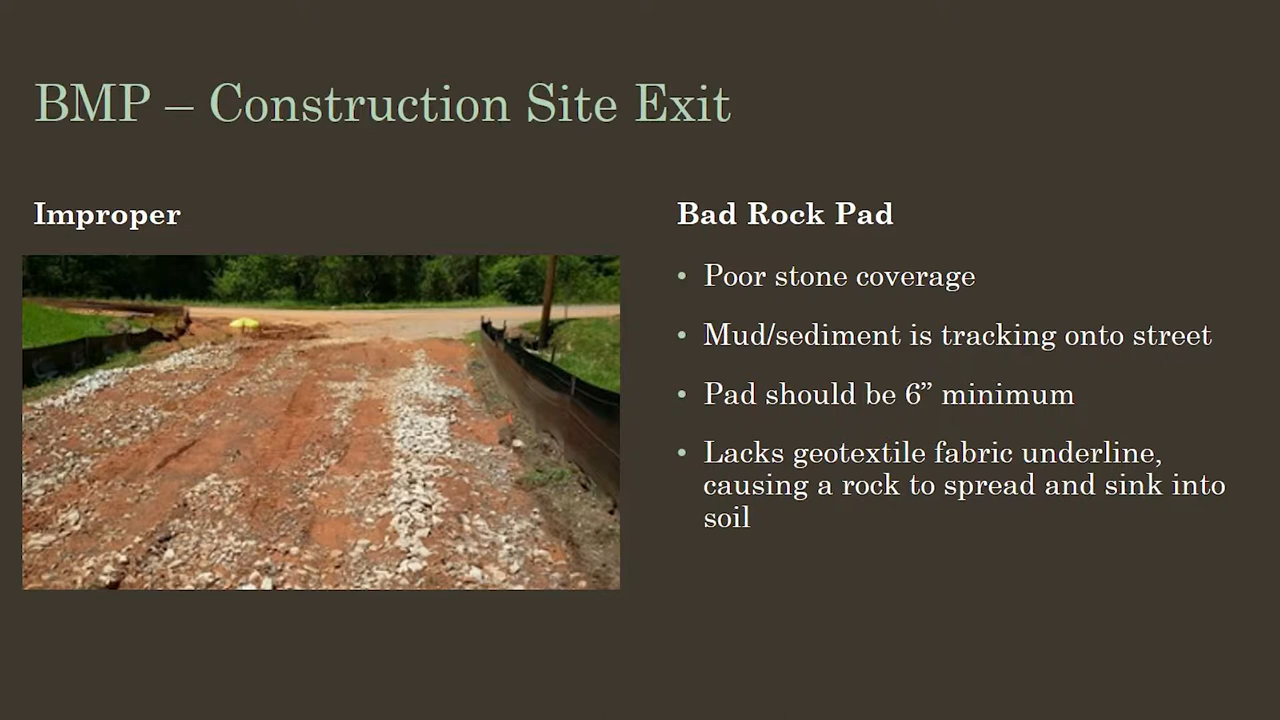 BMP – Construction Site Exit
Improper
Bad Rock Pad
• Poor stone coverage
• Mud/sediment is tracking onto street
• Pad should be 6” minimum
• Lacks geotextile fabric underline,
causing a rock to spread and sink into
soil